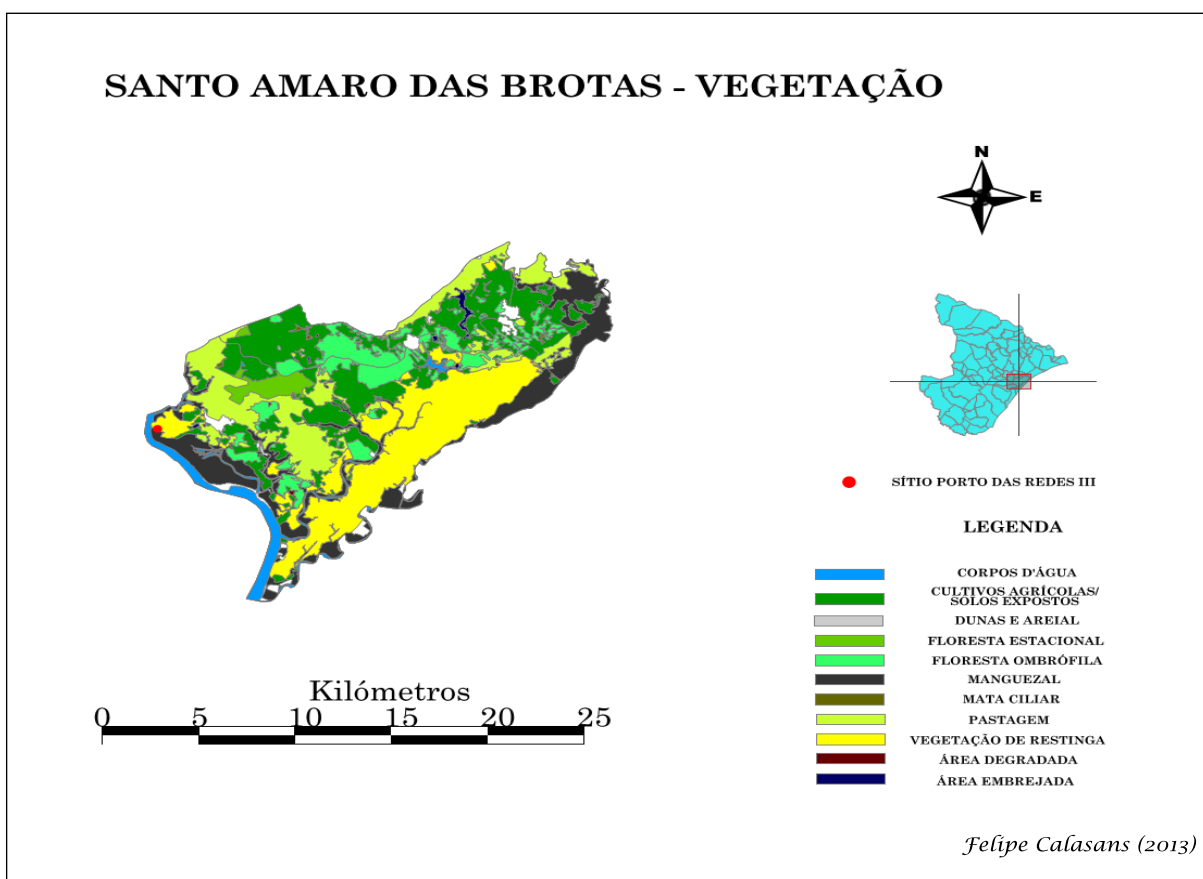 SANTO AMARO DAS BROTAS - VEGETAÇÃO
N
E
SÍTIO PORTO DAS REDES III
LEGENDA
CORPOS D'ÁGUA
CULTIVOS AGRÍCOLAS/
SOLOS EXPOSTOS
DUNAS E AREIAL
FLORESTA ESTACIONAL
FLORESTA OMBRÓFILA
MANGUEZAL
MATA CILIAR
PASTAGEM
VEGETAÇÃO DE RESTINGA
ÁREA DEGRADADA
ÁREA EMBREJADA
Kilómetros
0 5 10 15 20 25
Felipe Calasans (2013)